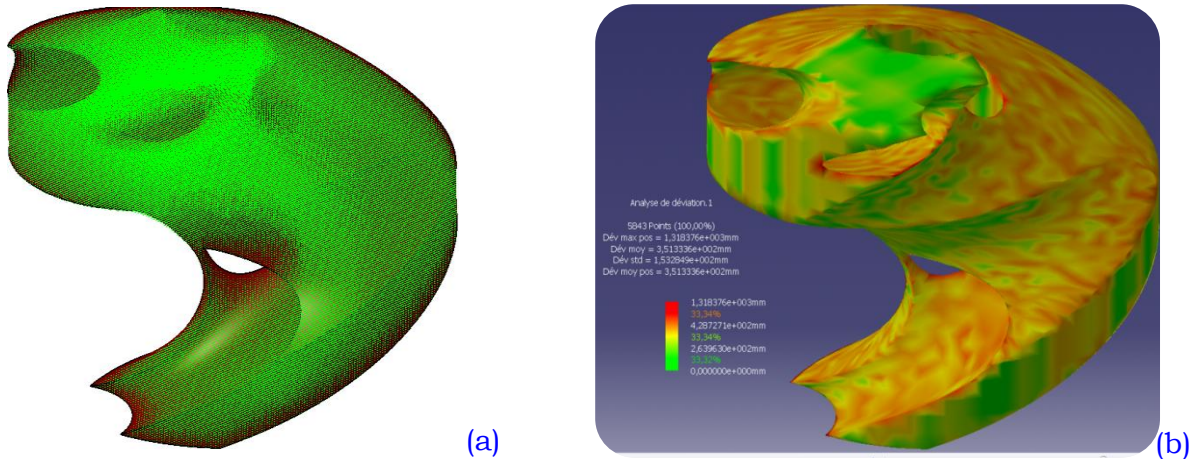 Analyse de déviation.1
5843 Points (100,00%)
Dév max pos = 1,318376e+003mm
Dév moy = 3,513336e+002mm
Dév std = 1,532849e+002mm
Dév moy pos = 3,513336e+002mm
1,318376e+003mm
33,34%
4,287271e+002mm
33,34%
2,639630e+002mm
33,32%
0,000000e+000mm
(a)
(b)